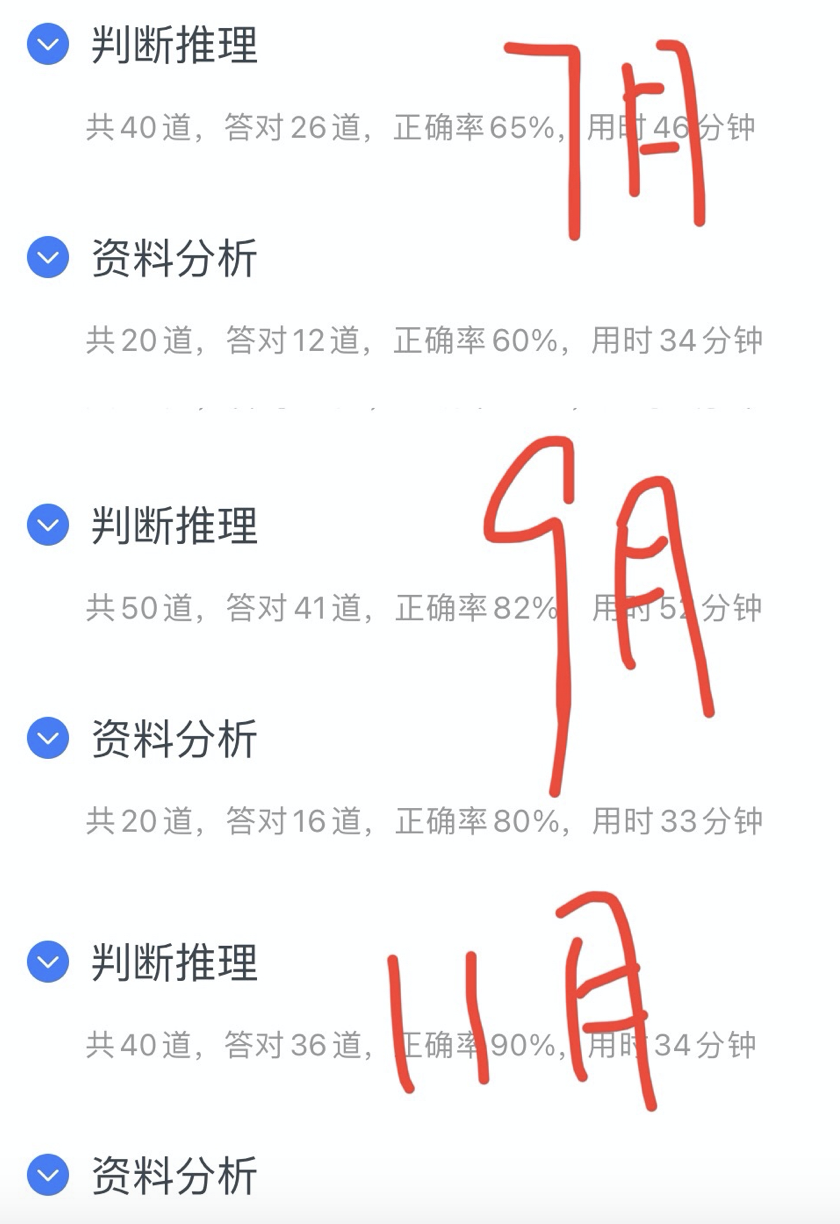 判断推理
7月
共40道，答对26道，正确率65%，用时46分钟
资料分析
共20道，答对12道，正确率60%，用时34分钟
判断推理
9月
共50道，答对41道，正确率82%，用时52分钟
资料分析
共20道，答对16道，正确率80%，用时33分钟
判断推理
11月
共40道，答对36道，正确率90%，用时34分钟
资料分析